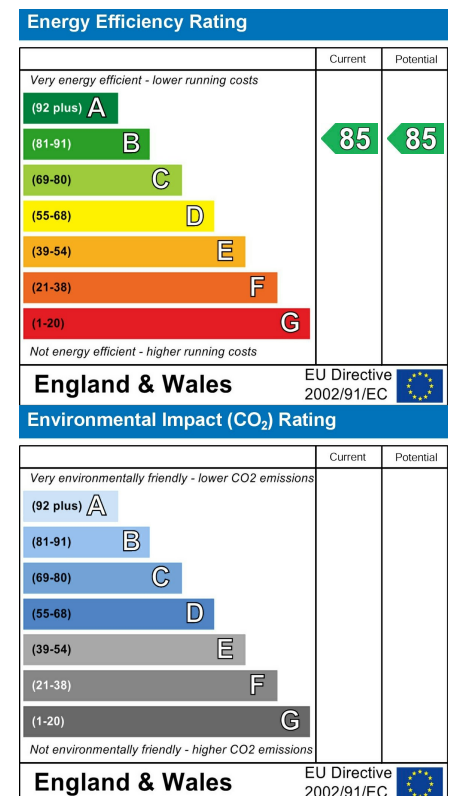 Energy Efficiency Rating
Current Potential
Very energy efficient - lower running costs
(92 plus) A
(81-91) B
85 85
(69-80) C
(55-68) D
(39-54) E
(21-38) F
(1-20) G
Not energy efficient - higher running costs
England & Wales
EU Directive
2002/91/EC
Environmental Impact (CO₂) Rating
Current Potential
Very environmentally friendly - lower CO2 emissions
(92 plus) A
(81-91) B
(69-80) C
(55-68) D
(39-54) E
(21-38) F
(1-20) G
Not environmentally friendly - higher CO2 emissions
England & Wales
EU Directive
2002/91/EC